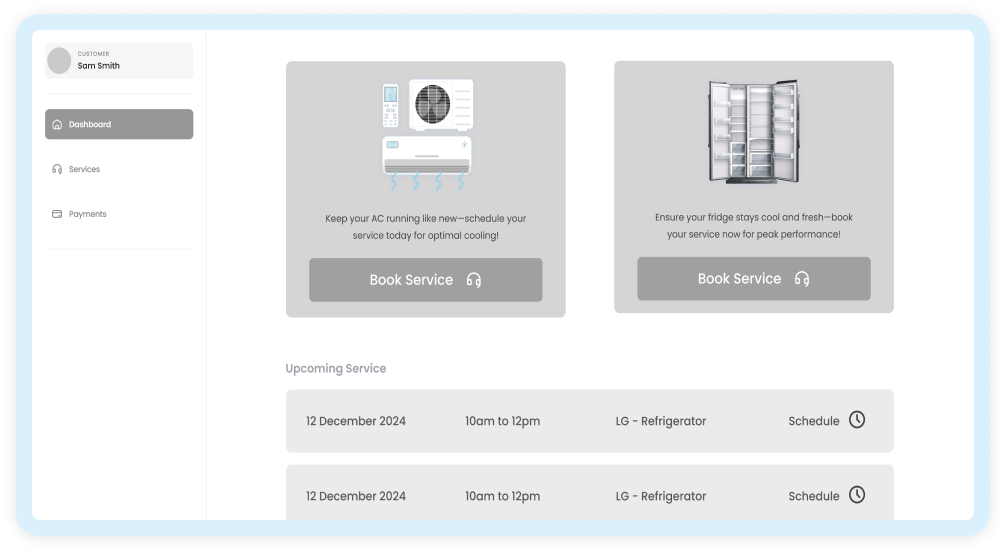 CUSTOMER
Sam Smith
Dashboard
Services
Payments
Keep your AC running like new—schedule your
service today for optimal cooling!
Book Service
Ensure your fridge stays cool and fresh—book
your service now for peak performance!
Book Service
Upcoming Service
12 December 2024 10am to 12pm LG - Refrigerator Schedule
12 December 2024 10am to 12pm LG - Refrigerator Schedule